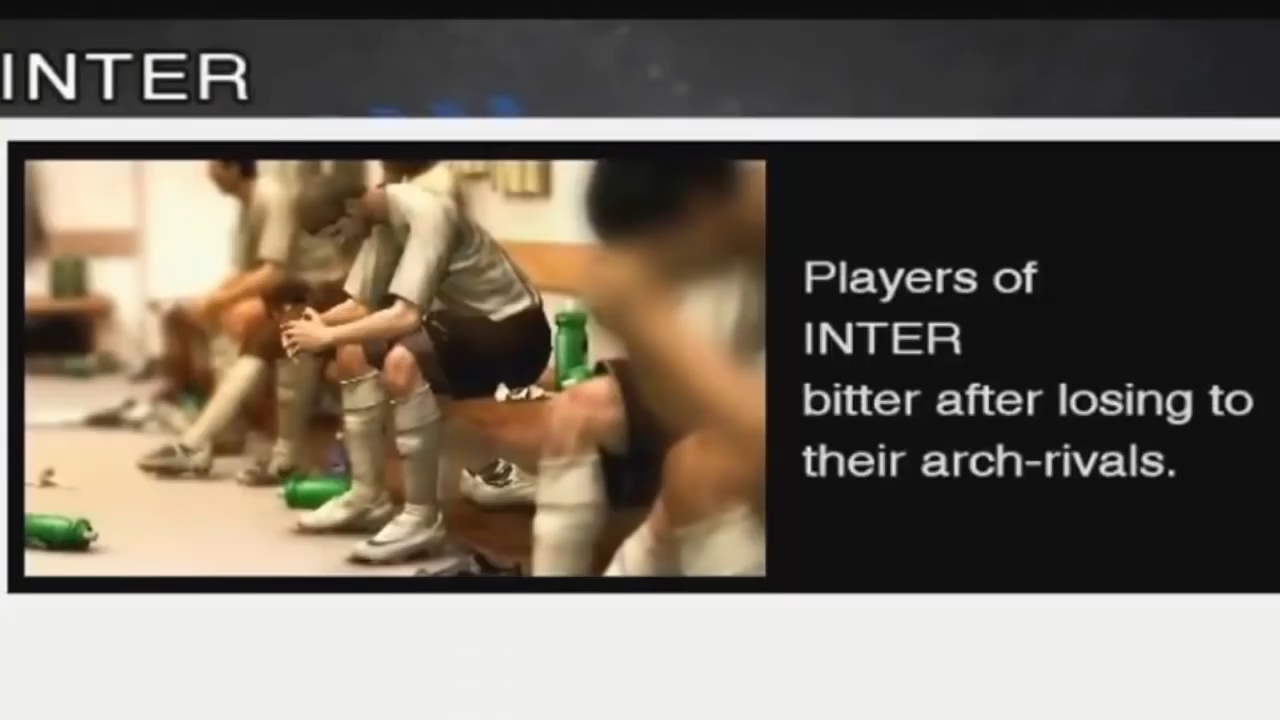 INTER
Players of
INTER
bitter after losing to
their arch-rivals.